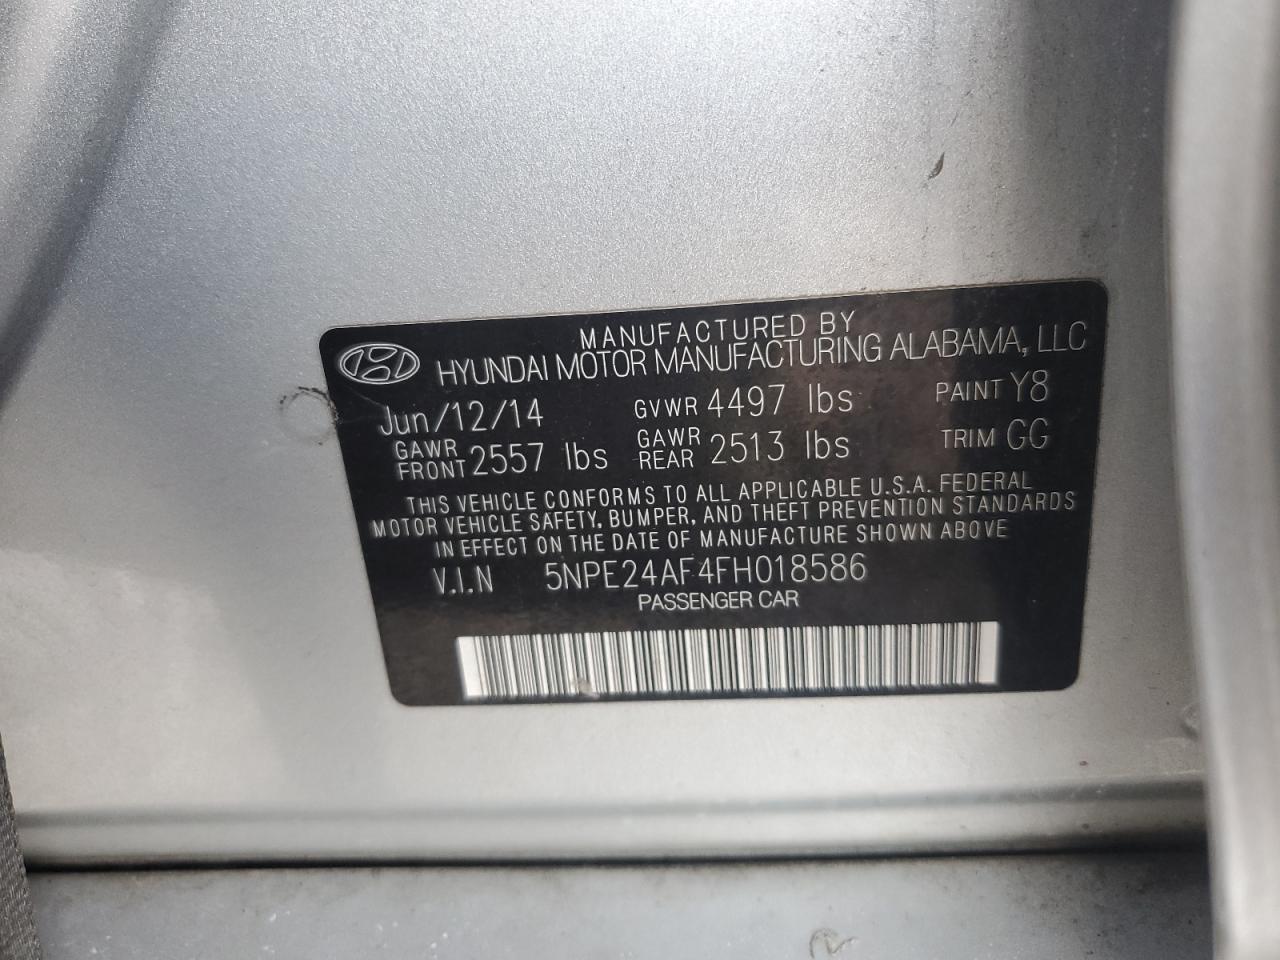 MANUFACTURED BY
HYUNDAI MOTOR MANUFACTURING ALABAMA, LLC
Jun/12/14 GVWR 4497 lbs PAINT Y8
GAWR FRONT 2557 lbs GAWR REAR 2513 lbs TRIM GG
THIS VEHICLE CONFORMS TO ALL APPLICABLE U.S.A. FEDERAL
MOTOR VEHICLE SAFETY, BUMPER, AND THEFT PREVENTION STANDARDS
IN EFFECT ON THE DATE OF MANUFACTURE SHOWN ABOVE
V.I.N 5NPE24AF4FH018586
PASSENGER CAR